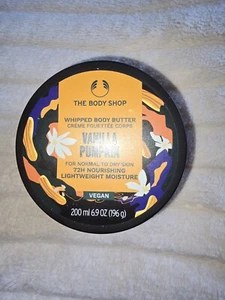 THE BODY SHOP
WHIPPED BODY BUTTER
CRÈME FOUETTÉE CORPS
VANILLA
PUMPKIN
FOR NORMAL TO DRY SKIN
72H NOURISHING
LIGHTWEIGHT MOISTURE
VEGAN
200 ml 6.9 OZ (196 g)